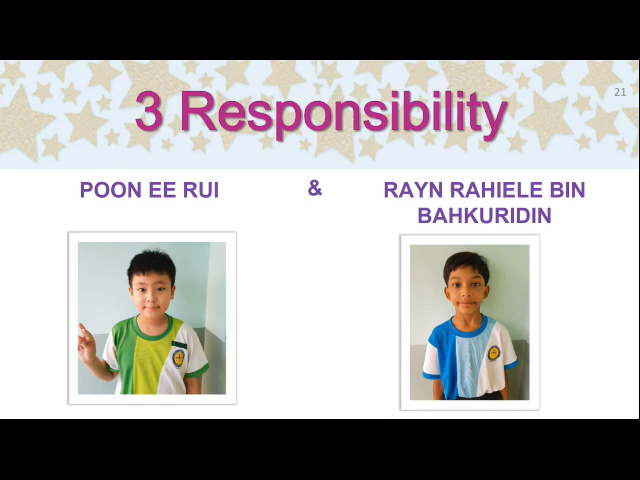 3 Responsibility
21
POON EE RUI
&
RAYN RAHIELE BIN
BAHKURIDIN